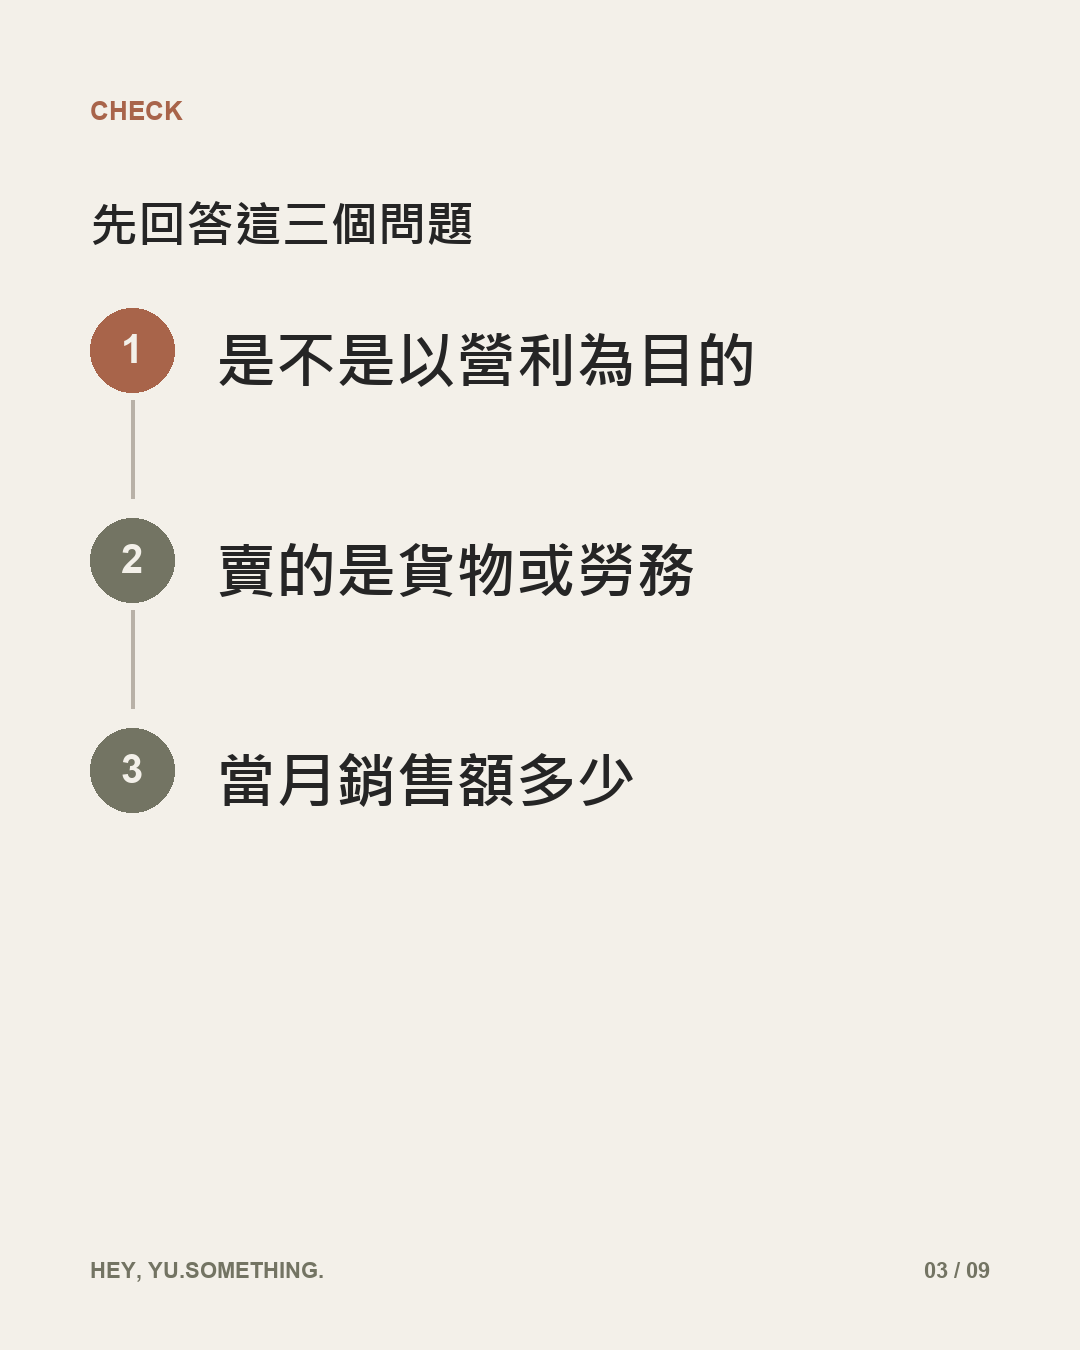 CHECK
先回答這三個問題
1 是不是以營利為目的
2 賣的是貨物或勞務
3 當月銷售額多少
HEY, YU.SOMETHING.
03 / 09